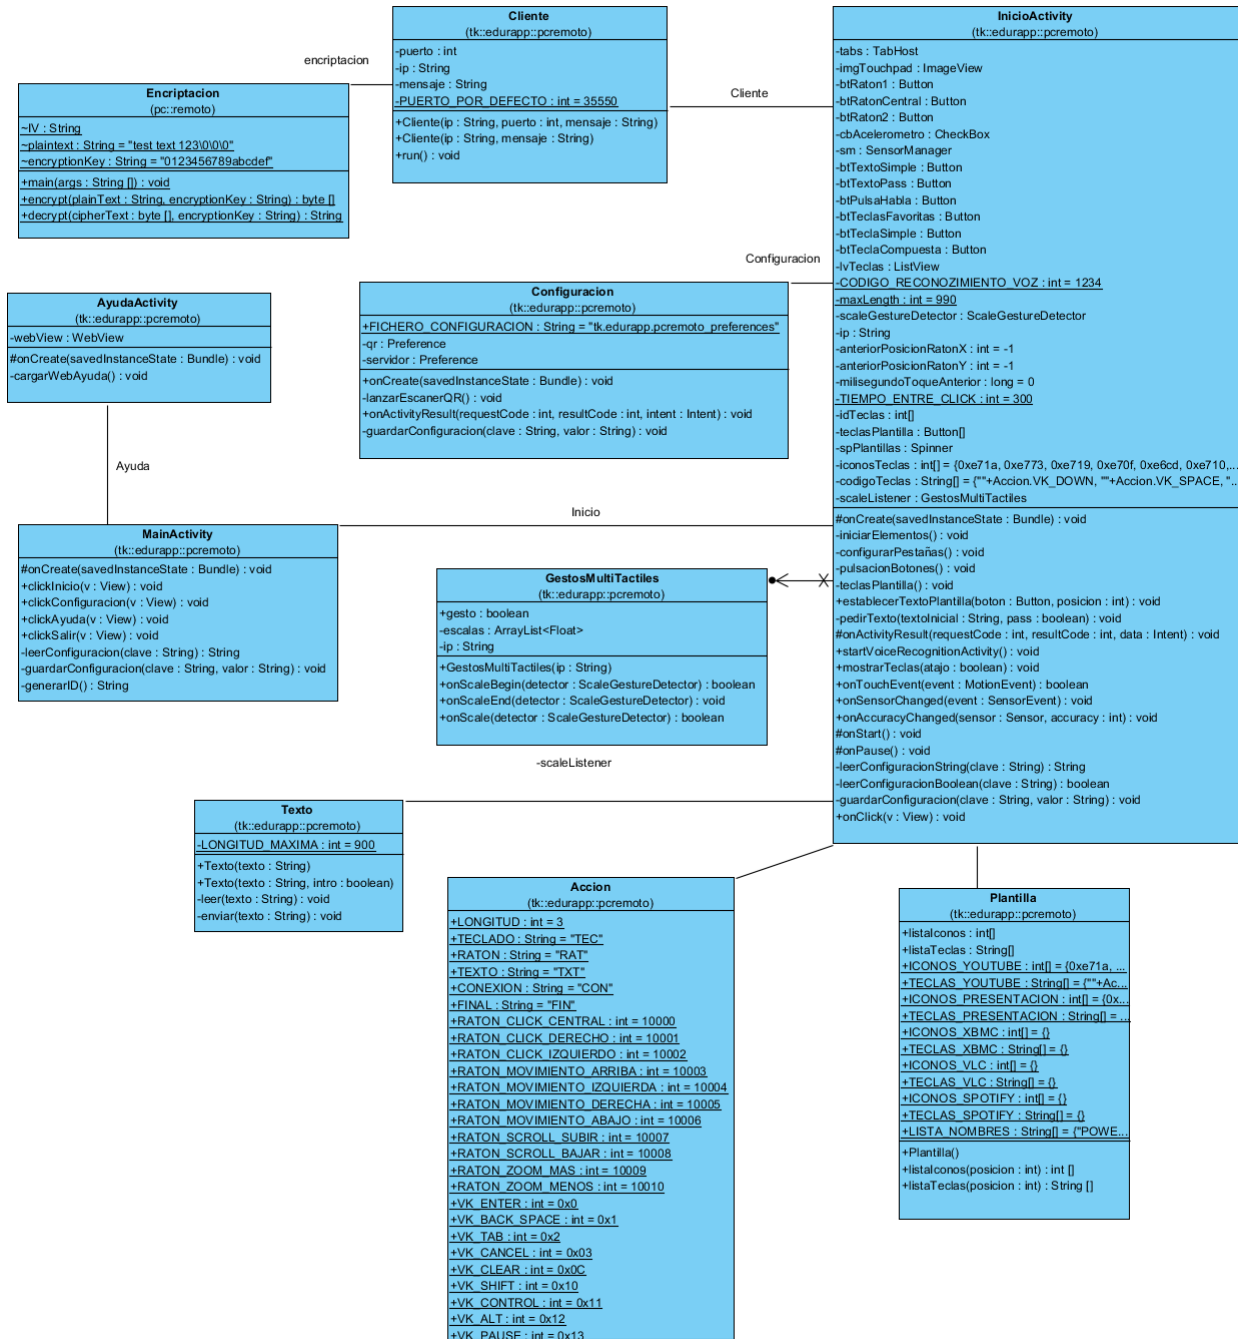 Cliente
(tk::edurapp::pcremoto)
-puerto : int
-ip : String
-mensaje : String
-PUERTO_POR_DEFECTO : int = 35550
+Cliente(ip : String, puerto : int, mensaje : String)
+Cliente(ip : String, mensaje : String)
+run() : void
encriptacion
Cliente
Encriptacion
(pc::remoto)
~IV : String
~plaintext : String = "test text 123\0\0\0"
~encryptionKey : String = "0123456789abcdef"
+main(args : String []) : void
+encrypt(plainText : String, encryptionKey : String) : byte []
+decrypt(cipherText : byte [], encryptionKey : String) : String
InicioActivity
(tk::edurapp::pcremoto)
-tabs : TabHost
-imgTouchpad : ImageView
-btRaton1 : Button
-btRatonCentral : Button
-btRaton2 : Button
-cbAcelerometro : CheckBox
-sm : SensorManager
-btTextoSimple : Button
-btTextoPass : Button
-btPulsaHabla : Button
-btTeclasFavoritas : Button
-btTeclaSimple : Button
-btTeclaCompuesta : Button
-lvTeclas : ListView
-CODIGO_RECONOZIMIENTO_VOZ : int = 1234
-maxLength : int = 990
-scaleGestureDetector : ScaleGestureDetector
-ip : String
-anteriorPosicionRatonX : int = -1
-anteriorPosicionRatonY : int = -1
-milisegundoToqueAnterior : long = 0
-TIEMPO_ENTRE_CLICK : int = 300
-idTeclas : int[]
-teclasPlantilla : Button[]
-spPlantillas : Spinner
-iconosTeclas : int[] = {0xe71a, 0xe773, 0xe719, 0xe70f, 0xe6cd, 0xe710,...
-codigoTeclas : String[] = {""+Accion.VK_DOWN, ""+Accion.VK_SPACE, "...
-scaleListener : GestosMultiTactiles
#onCreate(savedInstanceState : Bundle) : void
-iniciarElementos() : void
-configurarPestañas() : void
-pulsacionBotones() : void
-teclasPlantilla() : void
+establecerTextoPlantilla(boton : Button, posicion : int) : void
-pedirTexto(textoInicial : String, pass : boolean) : void
#onActivityResult(requestCode : int, resultCode : int, data : Intent) : void
+startVoiceRecognitionActivity() : void
+mostrarTeclas(atajo : boolean) : void
+onTouchEvent(event : MotionEvent) : boolean
+onSensorChanged(event : SensorEvent) : void
+onAccuracyChanged(sensor : Sensor, accuracy : int) : void
#onStart() : void
#onPause() : void
-leerConfiguracionString(clave : String) : String
-leerConfiguracionBoolean(clave : String) : boolean
-guardarConfiguracion(clave : String, valor : String) : void
+onClick(v : View) : void
Configuracion
Configuracion
(tk::edurapp::pcremoto)
+FICHERO_CONFIGURACION : String = "tk.edurapp.pcremoto_preferences"
-qr : Preference
-servidor : Preference
+onCreate(savedInstanceState : Bundle) : void
-lanzarEscanerQR() : void
+onActivityResult(requestCode : int, resultCode : int, intent : Intent) : void
-guardarConfiguracion(clave : String, valor : String) : void
AyudaActivity
(tk::edurapp::pcremoto)
-webView : WebView
#onCreate(savedInstanceState : Bundle) : void
-cargarWebAyuda() : void
Ayuda
Inicio
MainActivity
(tk::edurapp::pcremoto)
#onCreate(savedInstanceState : Bundle) : void
+clickInicio(v : View) : void
+clickConfiguracion(v : View) : void
+clickAyuda(v : View) : void
+clickSalir(v : View) : void
-leerConfiguracion(clave : String) : String
-guardarConfiguracion(clave : String, valor : String) : void
-generarID() : String
GestosMultiTactiles
(tk::edurapp::pcremoto)
+gesto : boolean
-escalas : ArrayList<Float>
-ip : String
+GestosMultiTactiles(ip : String)
+onScaleBegin(detector : ScaleGestureDetector) : boolean
+onScaleEnd(detector : ScaleGestureDetector) : void
+onScale(detector : ScaleGestureDetector) : boolean
-scaleListener
Texto
(tk::edurapp::pcremoto)
-LONGITUD_MAXIMA : int = 900
+Texto(texto : String)
+Texto(texto : String, intro : boolean)
-leer(texto : String) : void
-enviar(texto : String) : void
Accion
(tk::edurapp::pcremoto)
+LONGITUD : int = 3
+TECLADO : String = "TEC"
+RATON : String = "RAT"
+TEXTO : String = "TXT"
+CONEXION : String = "CON"
+FINAL : String = "FIN"
+RATON_CLICK_CENTRAL : int = 10000
+RATON_CLICK_DERECHO : int = 10001
+RATON_CLICK_IZQUIERDO : int = 10002
+RATON_MOVIMIENTO_ARRIBA : int = 10003
+RATON_MOVIMIENTO_IZQUIERDA : int = 10004
+RATON_MOVIMIENTO_DERECHA : int = 10005
+RATON_MOVIMIENTO_ABAJO : int = 10006
+RATON_SCROLL_SUBIR : int = 10007
+RATON_SCROLL_BAJAR : int = 10008
+RATON_ZOOM_MAS : int = 10009
+RATON_ZOOM_MENOS : int = 10010
+VK_ENTER : int = 0x0
+VK_BACK_SPACE : int = 0x1
+VK_TAB : int = 0x2
+VK_CANCEL : int = 0x03
+VK_CLEAR : int = 0x0C
+VK_SHIFT : int = 0x10
+VK_CONTROL : int = 0x11
+VK_ALT : int = 0x12
+VK_PAUSE : int = 0x13
Plantilla
(tk::edurapp::pcremoto)
+listaIconos : int[]
+listaTeclas : String[]
+ICONOS_YOUTUBE : int[] = {0xe71a, ...
+TECLAS_YOUTUBE : String[] = {""+Ac...
+ICONOS_PRESENTACION : int[] = {0x...
+TECLAS_PRESENTACION : String[] = ...
+ICONOS_XBMC : int[] = {}
+TECLAS_XBMC : String[] = {}
+ICONOS_VLC : int[] = {}
+TECLAS_VLC : String[] = {}
+ICONOS_SPOTIFY : int[] = {}
+TECLAS_SPOTIFY : String[] = {}
+LISTA_NOMBRES : String[] = {"POWE...
+Plantilla()
+listaIconos(posicion : int) : int []
+listaTeclas(posicion : int) : String []